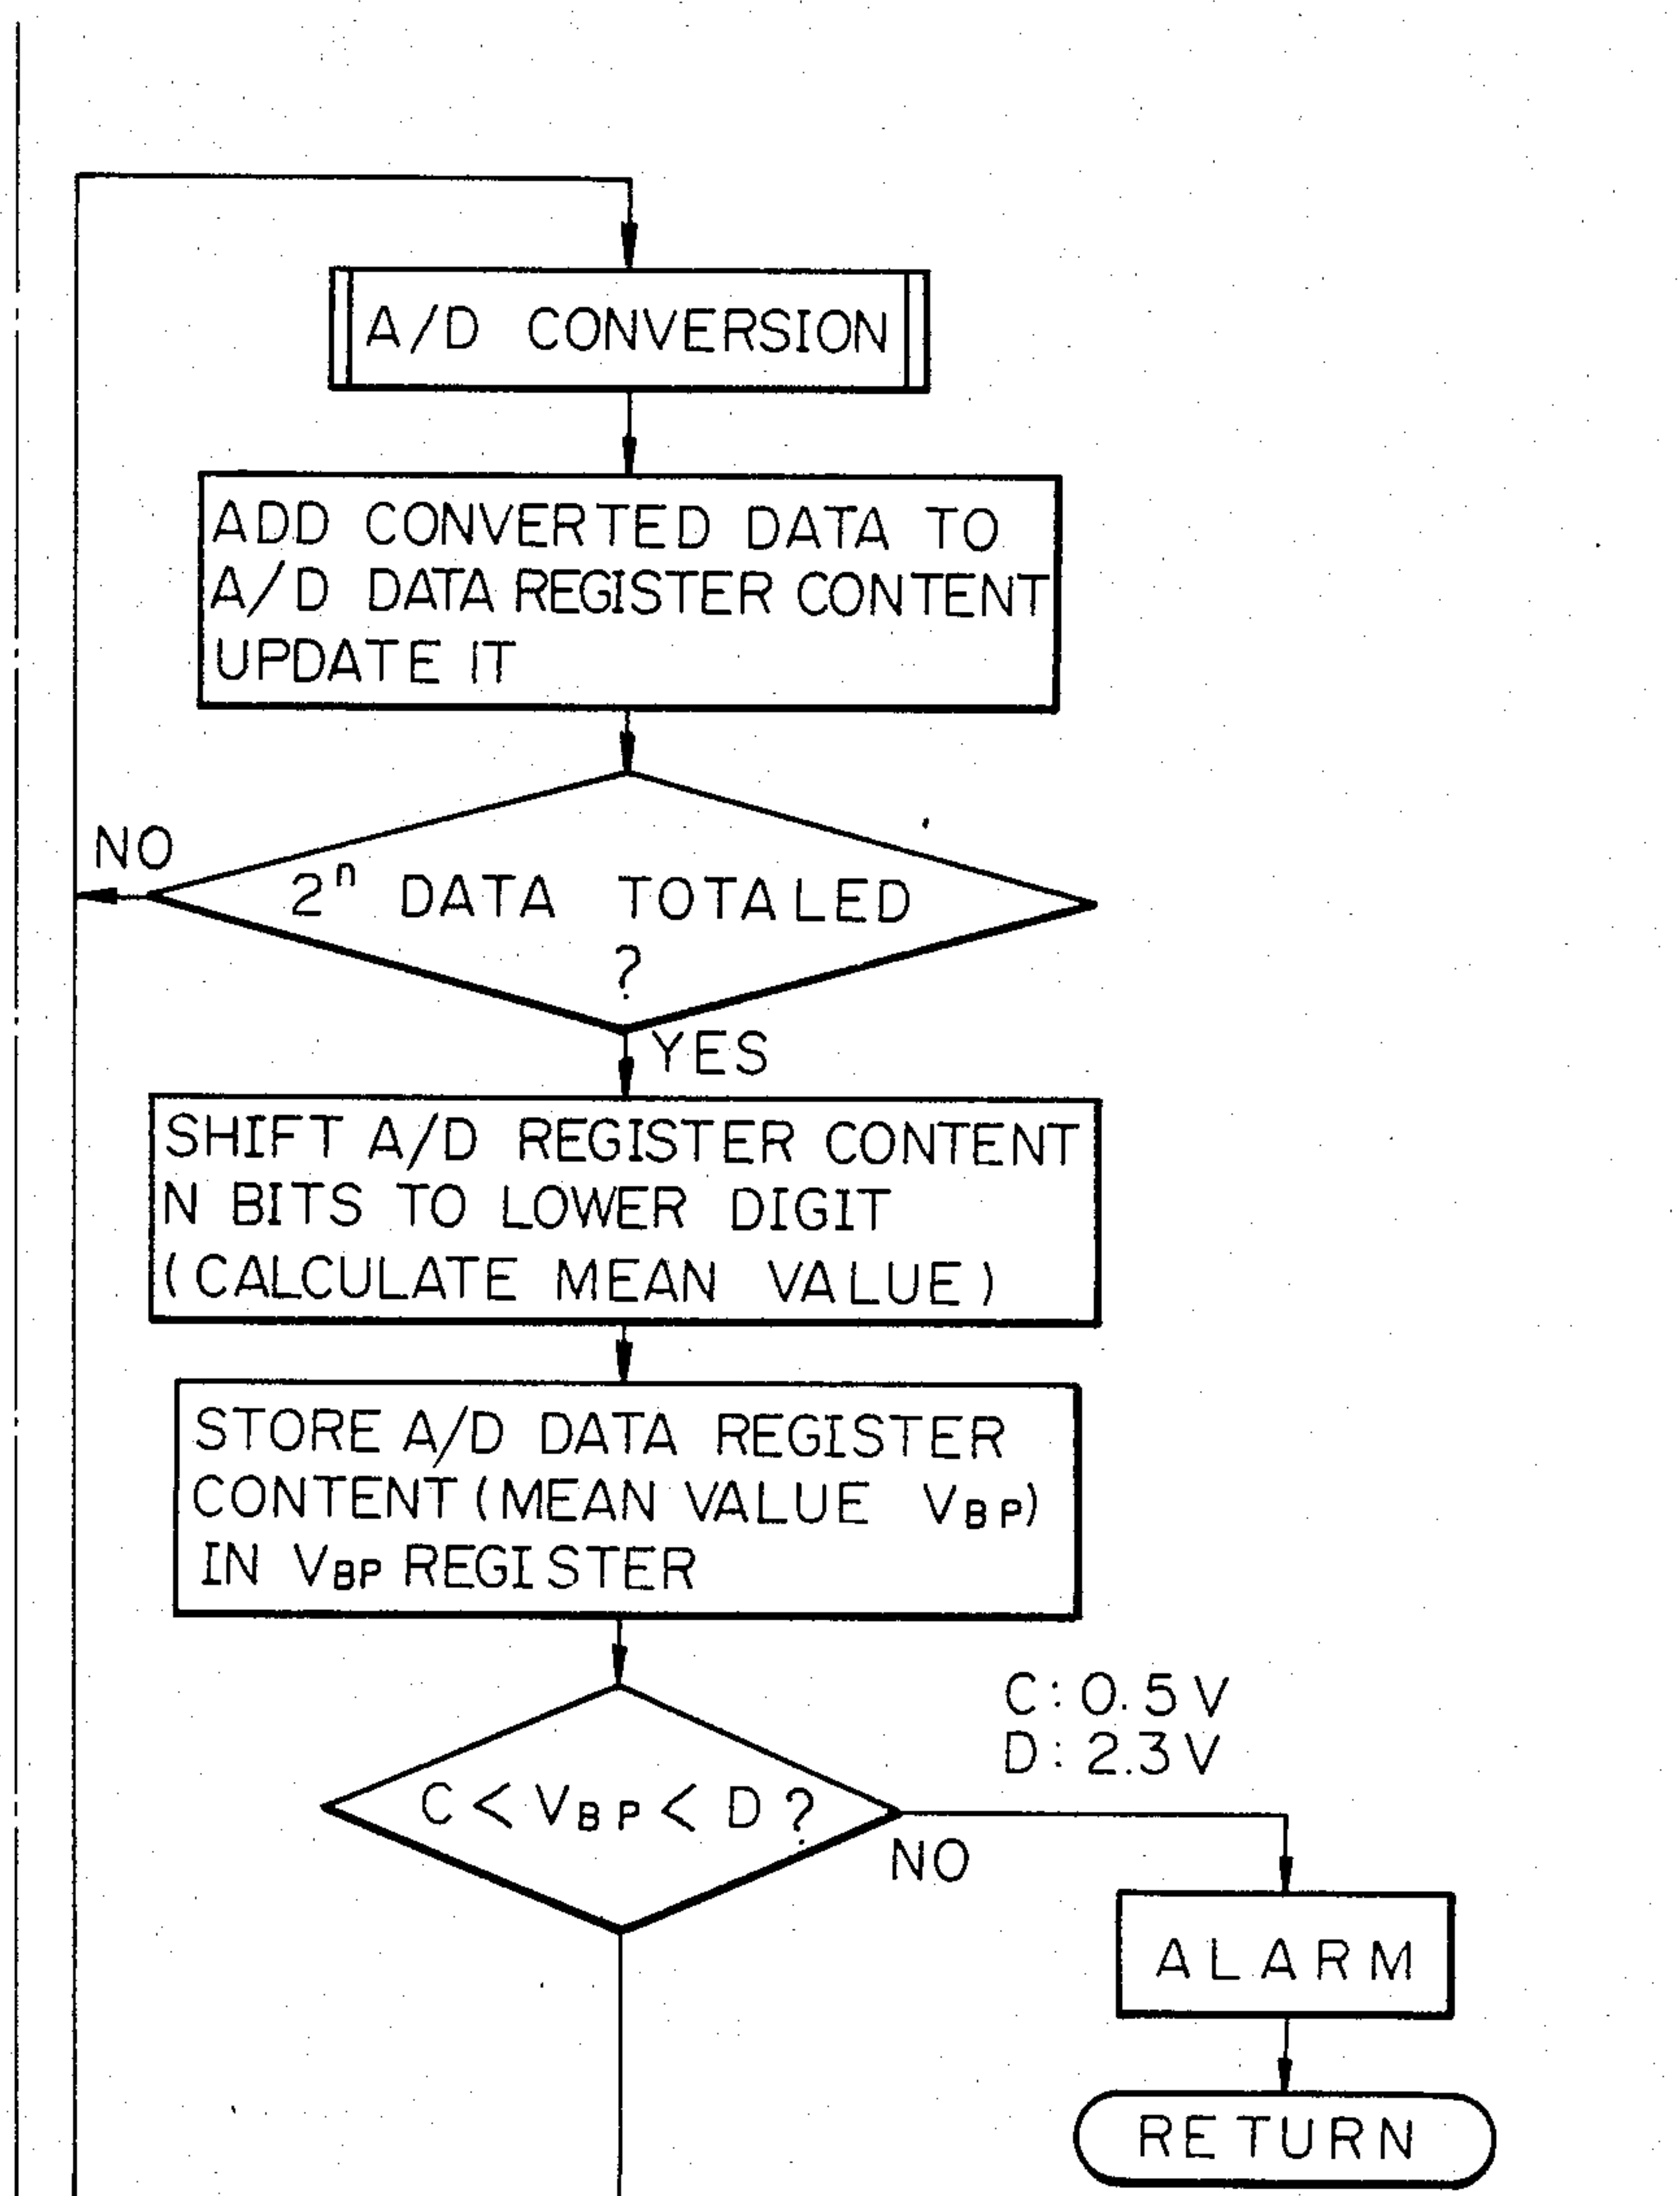 A/D CONVERSION
ADD CONVERTED DATA TO
A/D DATA REGISTER CONTENT
UPDATE IT
NO
2ⁿ DATA TOTALED
?
YES
SHIFT A/D REGISTER CONTENT
N BITS TO LOWER DIGIT
(CALCULATE MEAN VALUE)
STORE A/D DATA REGISTER
CONTENT (MEAN VALUE VBP)
IN VBP REGISTER
C: 0.5 V
D: 2.3 V
C < VBP < D ?
NO
ALARM
RETURN